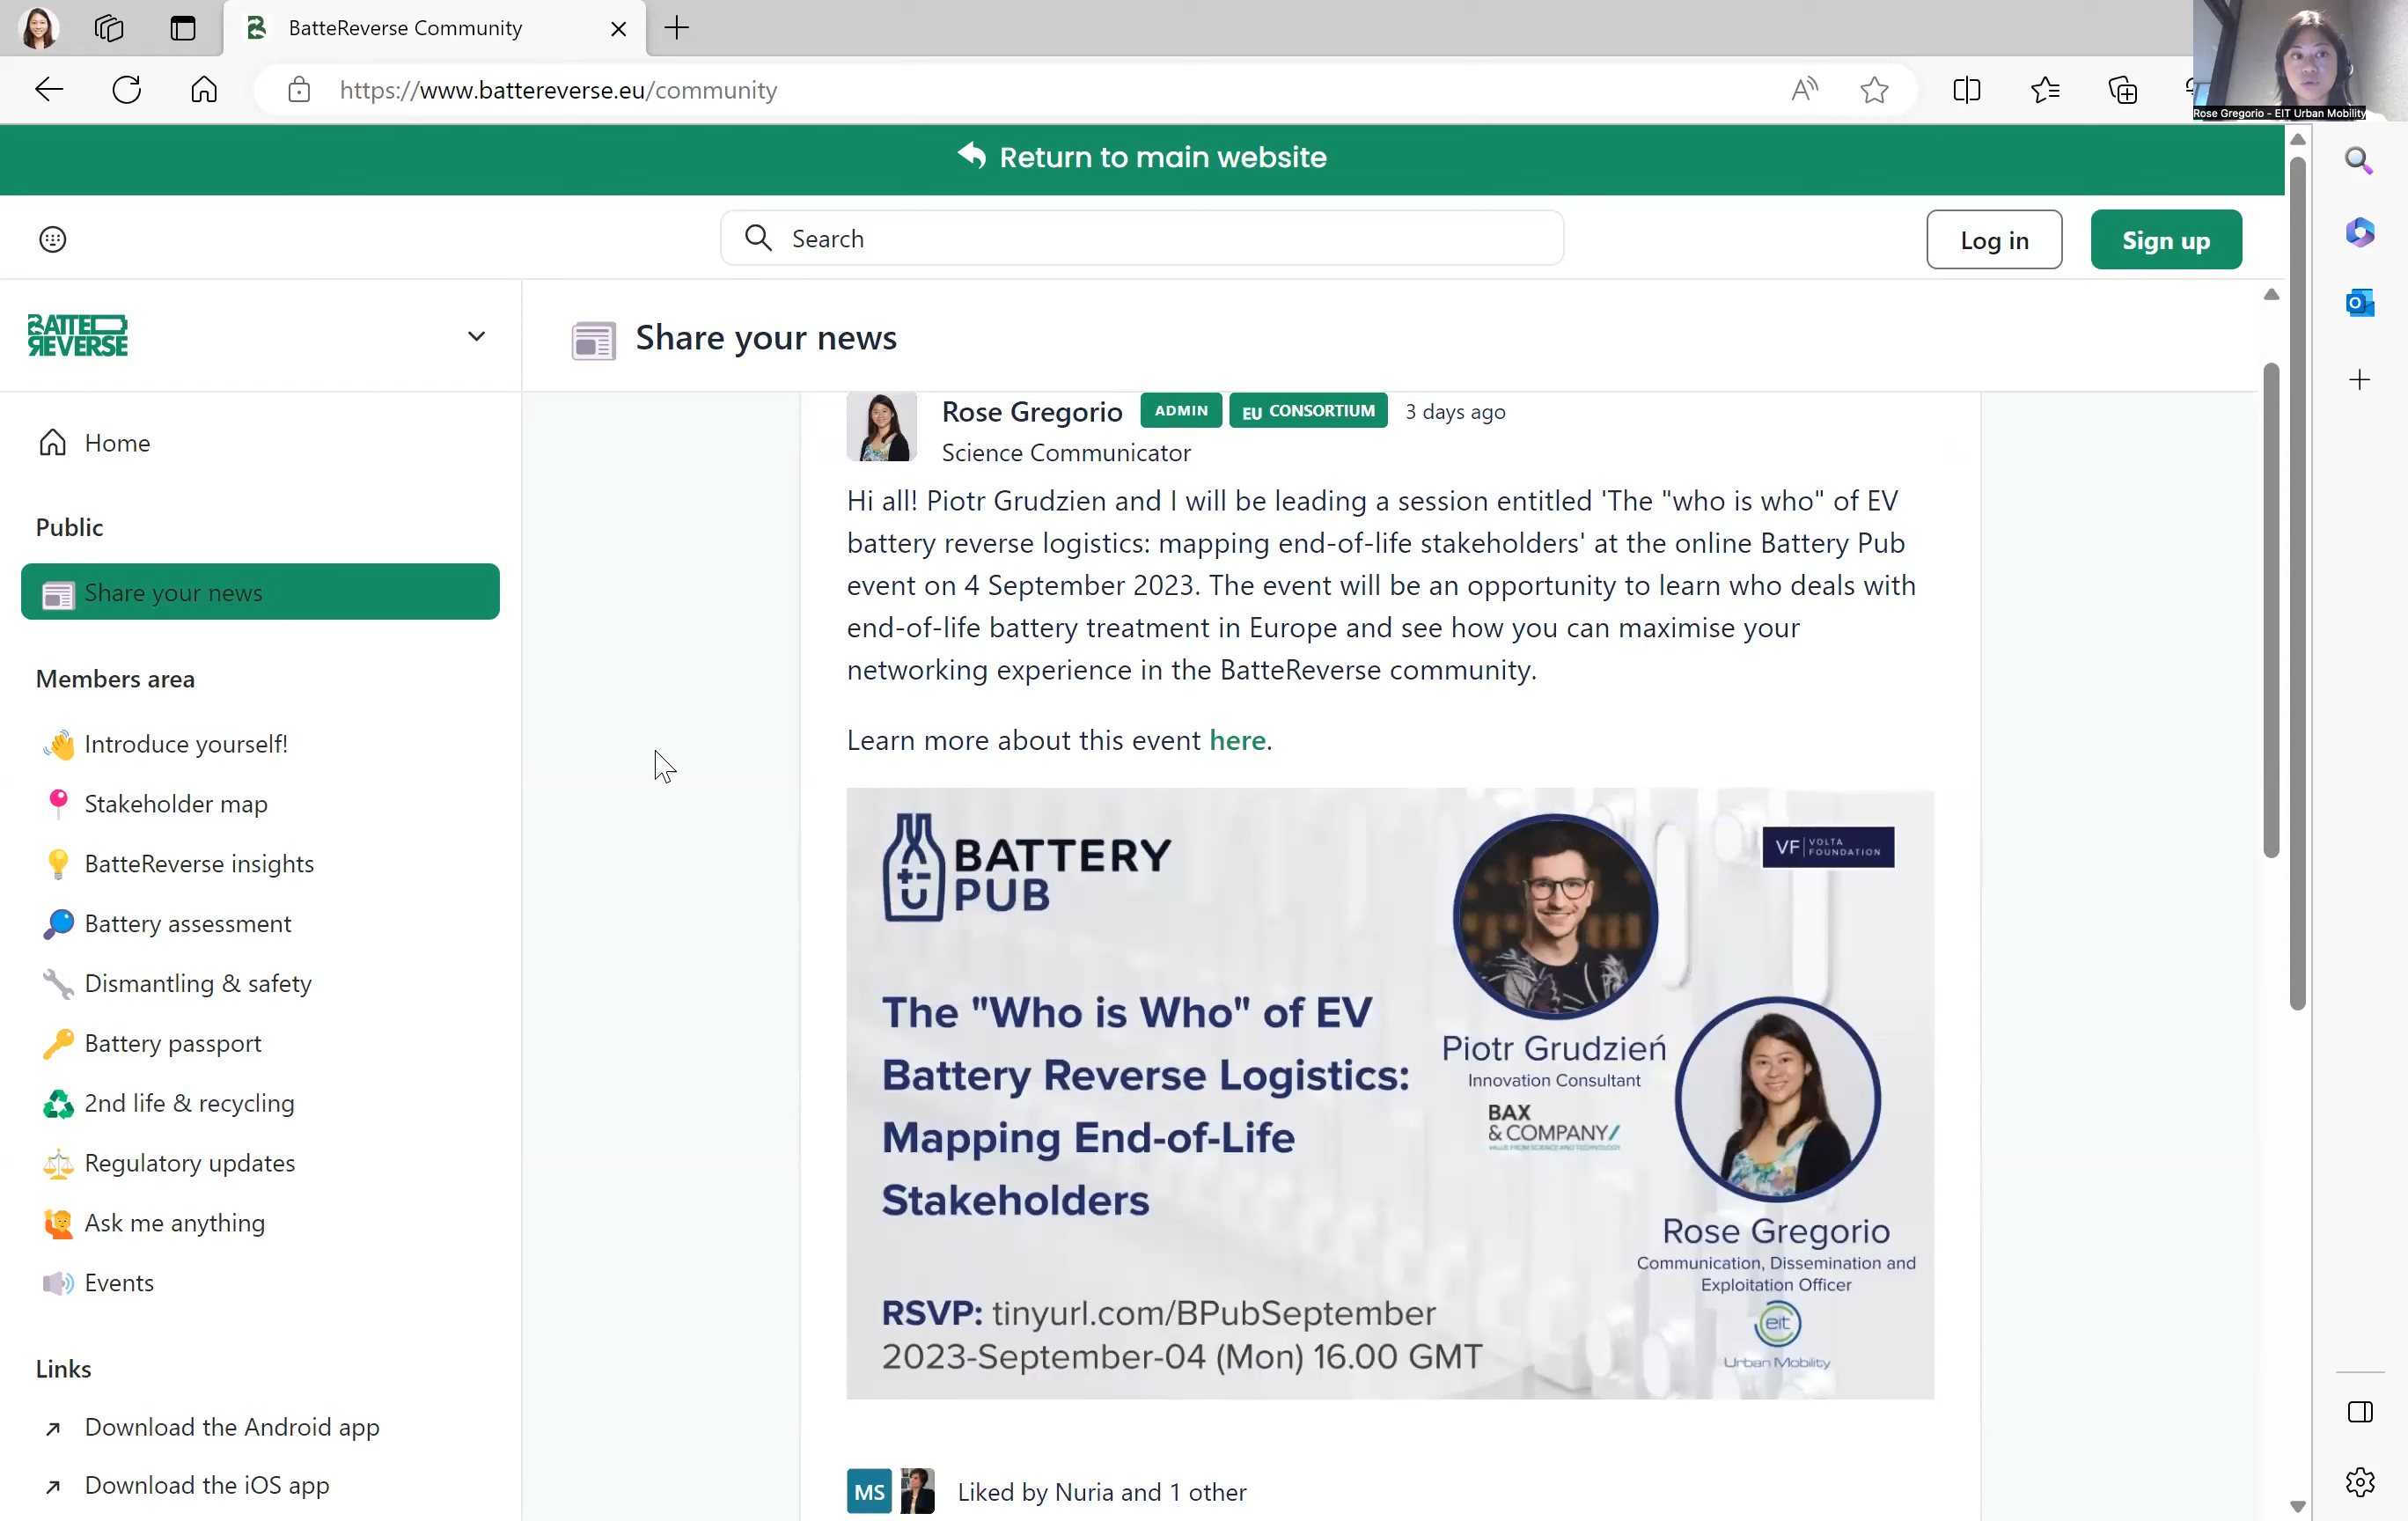 BatteReverse Community
https://www.battereverse.eu/community
Rose Gregorio - EIT Urban Mobility
Return to main website
Search
Log in
Sign up
BATTE
REVERSE
Share your news
Home
Public
Share your news
Members area
Introduce yourself!
Stakeholder map
BatteReverse insights
Battery assessment
Dismantling & safety
Battery passport
2nd life & recycling
Regulatory updates
Ask me anything
Events
Links
Download the Android app
Download the iOS app
Rose Gregorio ADMIN EU CONSORTIUM 3 days ago
Science Communicator
Hi all! Piotr Grudzien and I will be leading a session entitled 'The "who is who" of EV
battery reverse logistics: mapping end-of-life stakeholders' at the online Battery Pub
event on 4 September 2023. The event will be an opportunity to learn who deals with
end-of-life battery treatment in Europe and see how you can maximise your
networking experience in the BatteReverse community.
Learn more about this event here.
BATTERY
PUB
VF VOLTA
FOUNDATION
The "Who is Who" of EV
Battery Reverse Logistics:
Mapping End-of-Life
Stakeholders
Piotr Grudzień
Innovation Consultant
BAX
& COMPANY/
VALUE FROM SCIENCE AND TECHNOLOGY
Rose Gregorio
Communication, Dissemination and
Exploitation Officer
eit
Urban Mobility
RSVP: tinyurl.com/BPubSeptember
2023-September-04 (Mon) 16.00 GMT
MS
Liked by Nuria and 1 other